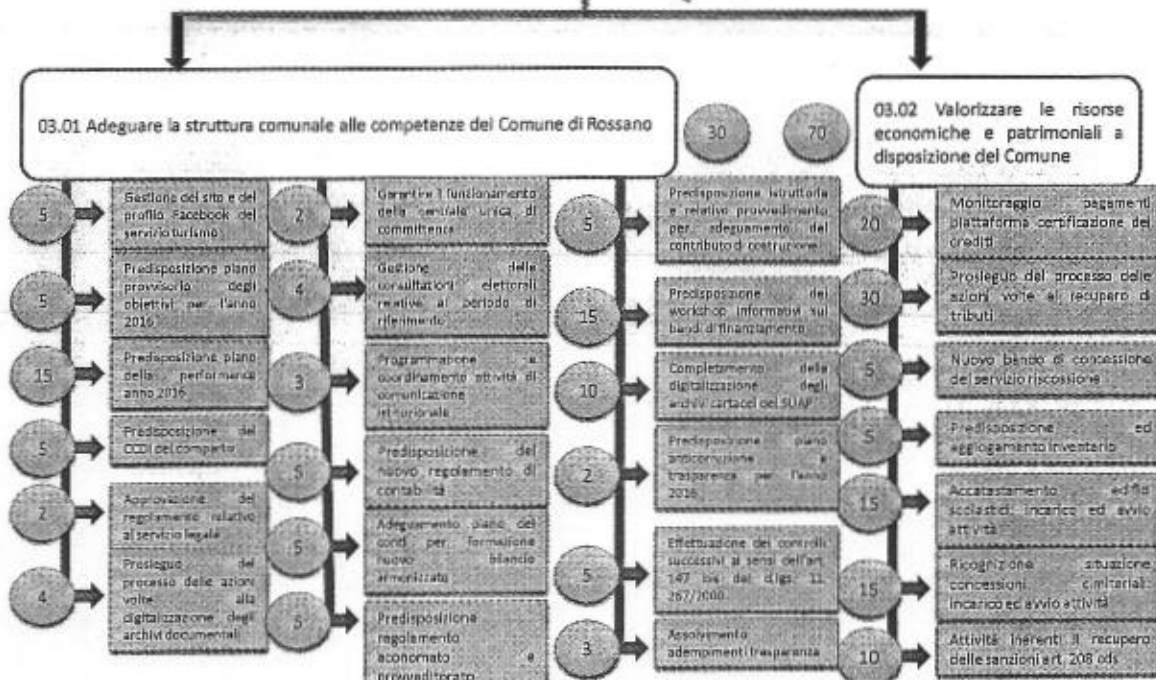 03.01 Adeguare la struttura comunale alle competenze del Comune di Rossano
30
70
03.02 Valorizzare le risorse
economiche e patrimoniali a
disposizione del Comune
5
Gestione del sito e del
profilo Facebook del
servizio turismo
5
Predisposizione piano
provvisorio degli
obiettivi per l'anno
2016
15
Predisposizione piano
della performance
anno 2016
5
Predisposizione del
CCDI del comparto
2
Approvazione del
regolamento relativo
al servizio legale
4
Prosieguo del
processo delle azioni
volte alla
digitalizzazione degli
archivi documentali
2
Garantire il funzionamento
della centrale unica di
committenza
4
Gestione delle
consultazioni elettorali
relative al periodo di
riferimento
3
Programmazione e
coordinamento attività di
comunicazione
istituzionale
5
Predisposizione del
nuovo regolamento di
contabilità
5
Adeguamento piano dei
conti per formazione
nuovo bilancio
armonizzato
5
Predisposizione
regolamento
economato e
provveditorato
5
Predisposizione istruttoria
e relativo provvedimento
per adeguamento del
contributo di costruzione
15
Predisposizione dei
workshop informativi sui
bandi di finanziamento
10
Completamento della
digitalizzazione degli
archivi cartacei del SUAP
2
Predisposizione piano
anticorruzione e
trasparenza per l'anno
2016
5
Effettuazione dei controlli
successivi ai sensi dell'art.
147 bis del d.lgs.
267/2000
3
Assolvimento
adempimenti trasparenza
20
Monitoraggio pagamenti
piattaforma certificazione dei
crediti
30
Prosieguo del processo delle
azioni volte al recupero di
tributi
5
Nuovo bando di concessione
del servizio riscossione
5
Predisposizione ed
aggiogamento inventario
15
Accatastamento edifici
scolastici: incarico ed avvio
attività
15
Ricognizione situazione
concessioni cimiteriali:
incarico ed avvio attività
10
Attività inerenti il recupero
delle sanzioni art. 208 cds